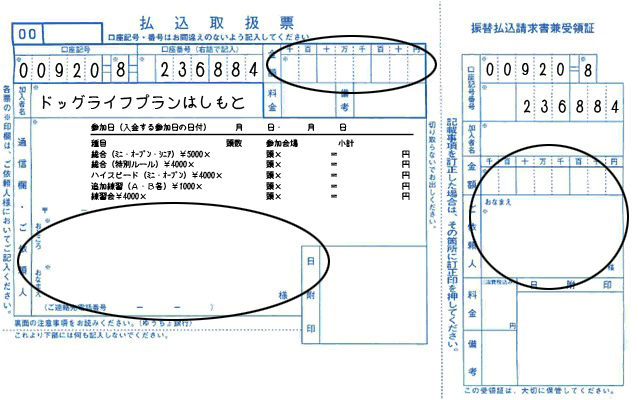 払込取扱票
00
口座記号・番号はお間違えのないよう記入してください。
口座記号
口座番号（右詰で記入）
00920=8= 236884
金額
千百十万千百十円
加入者名
ドッグライフプランはしもと
料金
備考
参加日（入金する参加日の日付） 月 日・ 月 日
種目 頭数 参加会場 小計
総合（ミニ・オープン・シニア）¥5000× 頭× = 円
総合（特別ルール）¥4000× 頭× = 円
ハイスピード（ミニ・オープン）¥4000× 頭× = 円
追加練習（A・B各）¥1000× 頭× = 円
練習会¥4000× 頭× = 円
通信欄・ご依頼人
〒
おところ
おなまえ
様
（ご連絡先電話番号 － － ）
日附印
裏面の注意事項をお読みください。（ゆうちょ銀行）
これより下部には何も記入しないでください。
各票の※印欄は、ご依頼人様においてご記入ください。
切り取らないでお出しください。
振替払込請求書兼受領証
口座記号番号
00920=8=
236884
加入者名
金額
千百十万千百十円
ご依頼人
おなまえ
様
料金
（消費税込み）
円
日附印
備考
記載事項を訂正した場合は、その箇所に訂正印を押してください。
この受領証は、大切に保管してください。